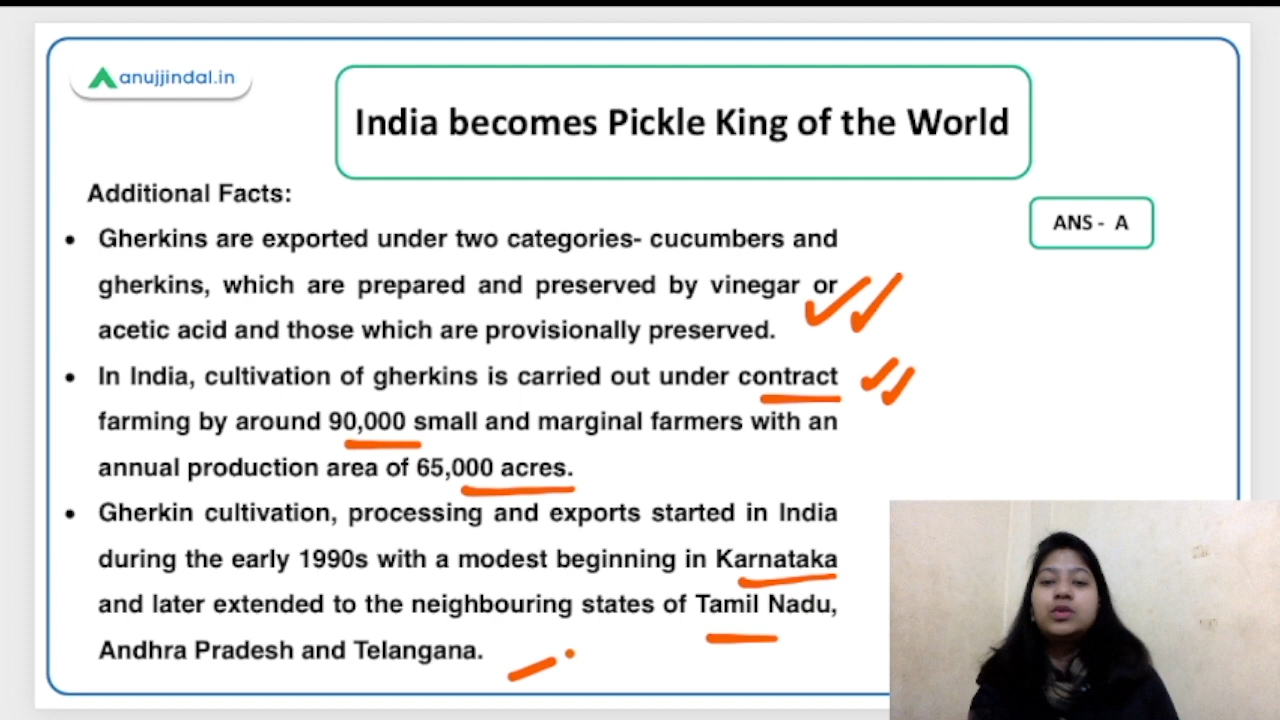 anujjindal.in
India becomes Pickle King of the World
Additional Facts:
ANS - A
• Gherkins are exported under two categories- cucumbers and
gherkins, which are prepared and preserved by vinegar or
acetic acid and those which are provisionally preserved.
• In India, cultivation of gherkins is carried out under contract
farming by around 90,000 small and marginal farmers with an
annual production area of 65,000 acres.
• Gherkin cultivation, processing and exports started in India
during the early 1990s with a modest beginning in Karnataka
and later extended to the neighbouring states of Tamil Nadu,
Andhra Pradesh and Telangana.